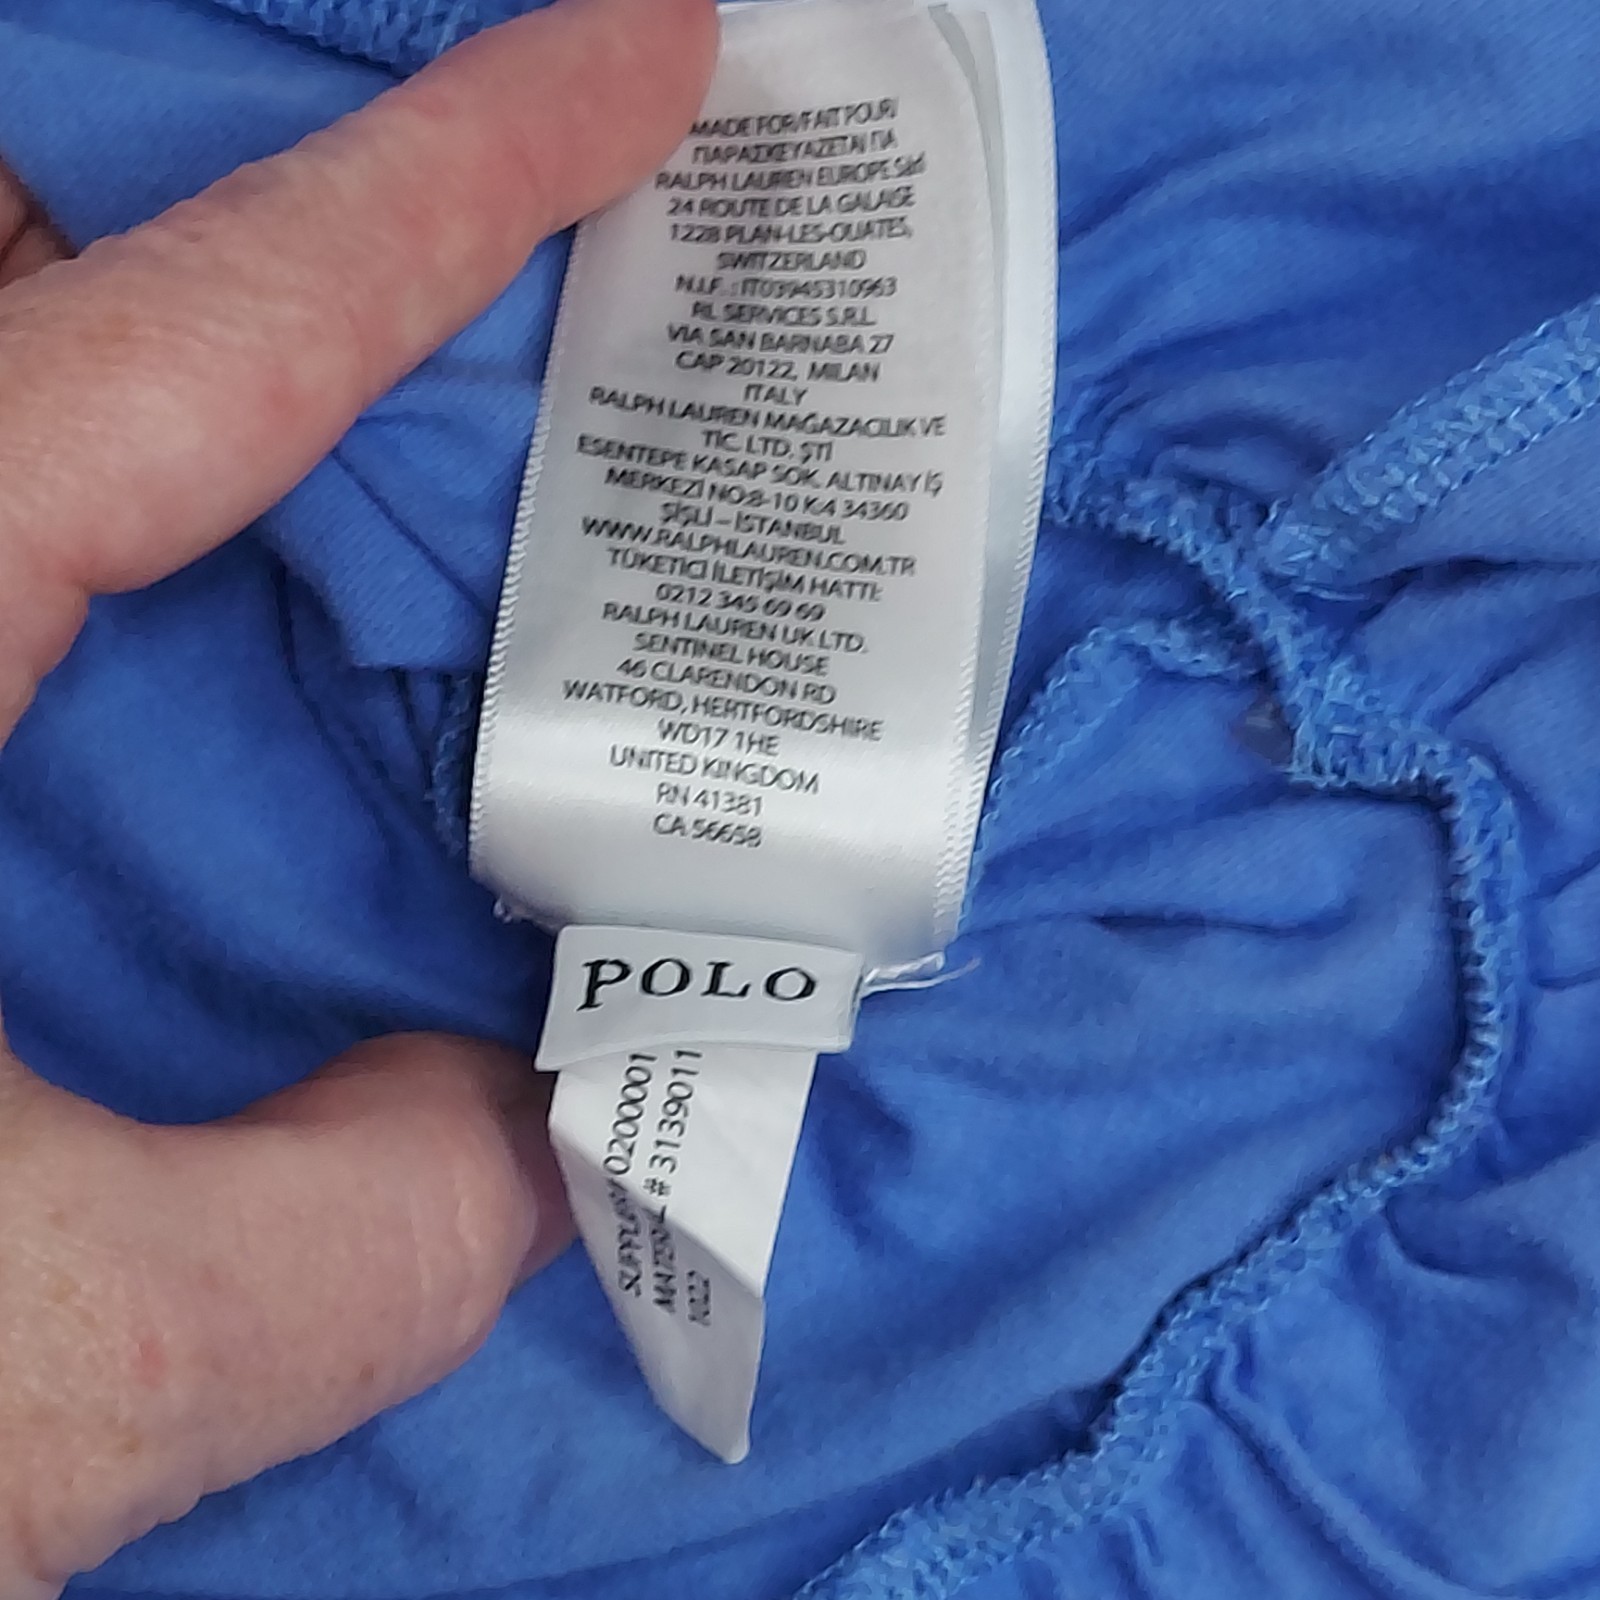 MADE FOR/FAIT POUR/
ΠΑΡΑΣΚΕΥΑΖΕΤΑΙ ΓΙΑ
RALPH LAUREN EUROPE Sàrl
24 ROUTE DE LA GALAISE
1228 PLAN-LES-OUATES,
SWITZERLAND
N.I.F. : IT03945310963
RL SERVICES S.R.L.
VIA SAN BARNABA 27
CAP 20122, MILAN
ITALY
RALPH LAUREN MAĞAZACILIK VE
TİC. LTD. ŞTİ
ESENTEPE KASAP SOK. ALTINAY İŞ
MERKEZİ NO:8-10 K:4 34360
ŞİŞLİ – İSTANBUL
WWW.RALPHLAUREN.COM.TR
TÜKETİCİ İLETİŞİM HATTI:
0212 345 69 69
RALPH LAUREN UK LTD.
SENTINEL HOUSE
46 CLARENDON RD
WATFORD, HERTFORDSHIRE
WD17 1HE
UNITED KINGDOM
RN 41381
CA 56658
POLO
0200001
MATERIAL # 3139011
1022